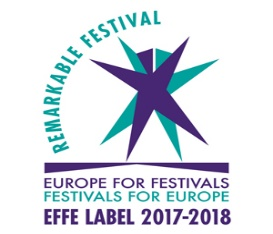 REMARKABLE FESTIVAL
EUROPE FOR FESTIVALS
FESTIVALS FOR EUROPE
EFFE LABEL 2017-2018